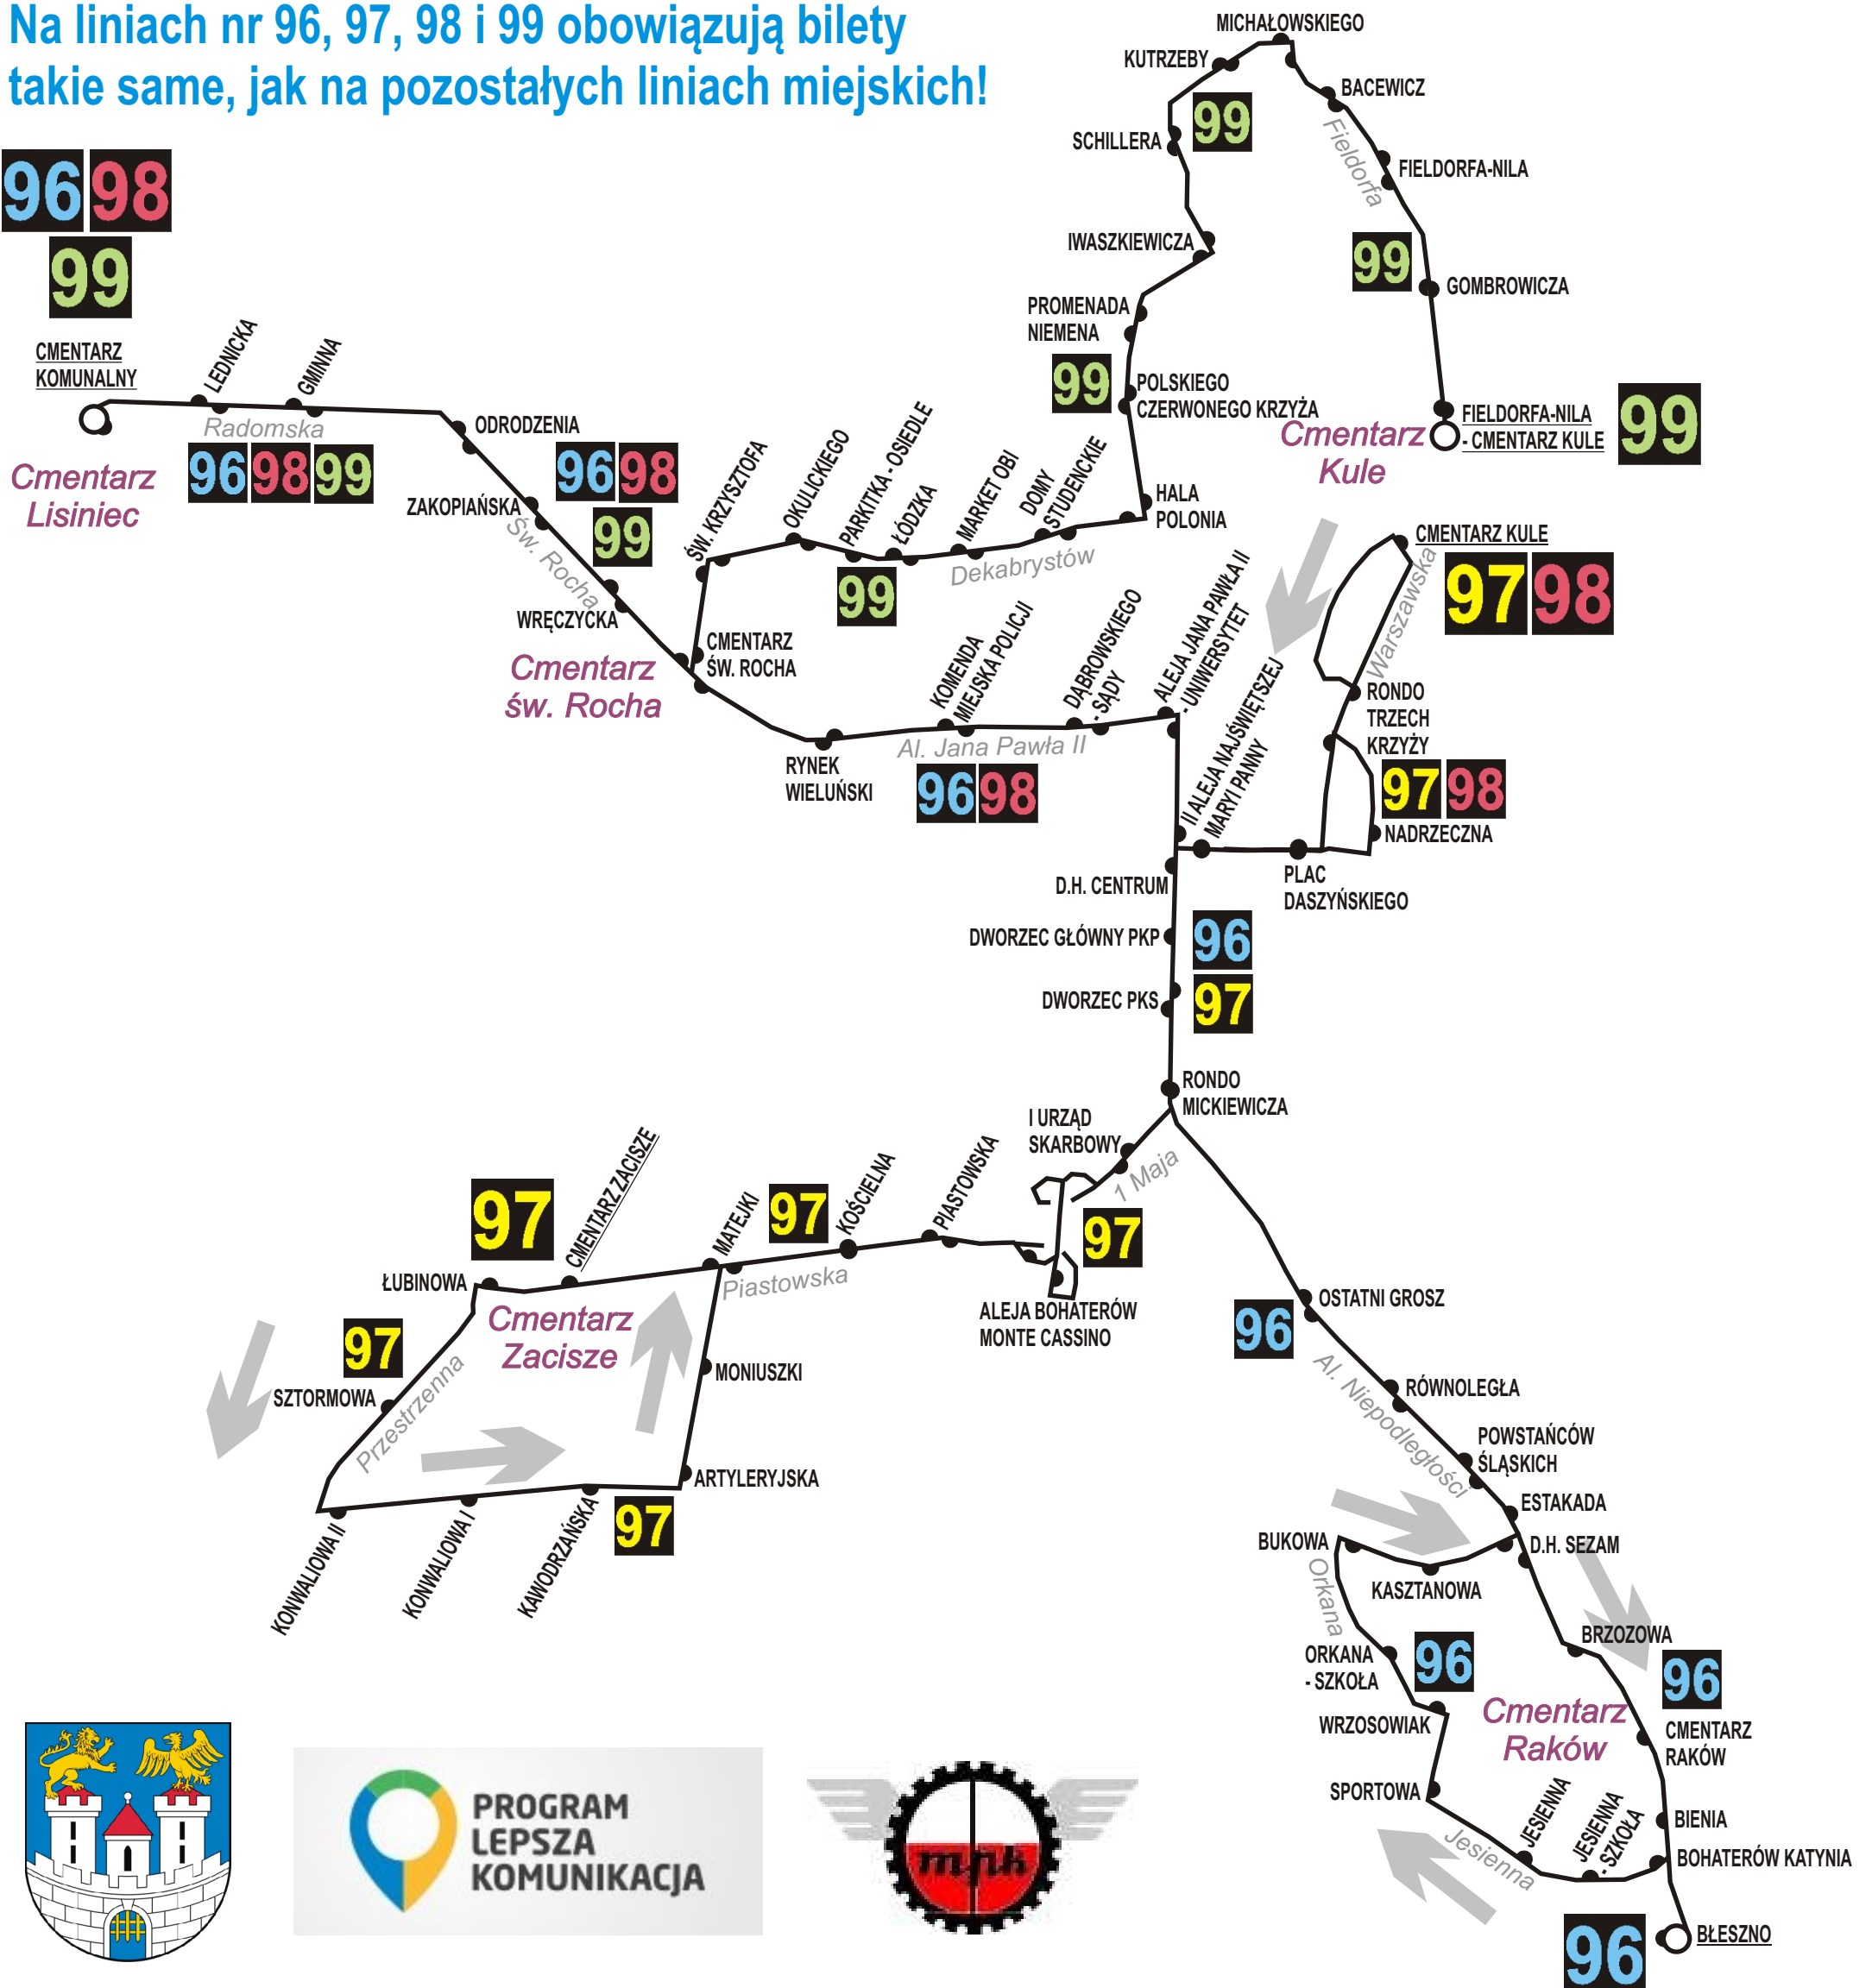 Na liniach nr 96, 97, 98 i 99 obowiązują bilety
takie same, jak na pozostałych liniach miejskich!
96 98
99
CMENTARZ
KOMUNALNY
Cmentarz
Lisiniec
LEDNICKA
GMINNA
Radomska
96 98 99
ODRODZENIA
96 98
99
ZAKOPIAŃSKA
Św. Rocha
WRĘCZYCKA
Cmentarz
św. Rocha
CMENTARZ
ŚW. ROCHA
ŚW. KRZYSZTOFA
OKULICKIEGO
PARKITKA - OSIEDLE
ŁÓDZKA
MARKET OBI
DOMY
STUDENCKIE
99
Dekabrystów
HALA
POLONIA
POLSKIEGO
CZERWONEGO KRZYŻA
99
PROMENADA
NIEMENA
IWASZKIEWICZA
SCHILLERA
99
KUTRZEBY
MICHAŁOWSKIEGO
BACEWICZ
Fieldorfa
FIELDORFA-NILA
99
GOMBROWICZA
FIELDORFA-NILA
- CMENTARZ KULE
99
Cmentarz
Kule
CMENTARZ KULE
97 98
Warszawska
RONDO
TRZECH
KRZYŻY
97 98
NADRZECZNA
PLAC
DASZYŃSKIEGO
II ALEJA NAJŚWIĘTSZEJ
MARYI PANNY
ALEJA JANA PAWŁA II
- UNIWERSYTET
DĄBROWSKIEGO
- SĄDY
KOMENDA
MIEJSKA POLICJI
Al. Jana Pawła II
96 98
RYNEK
WIELUŃSKI
D.H. CENTRUM
DWORZEC GŁÓWNY PKP
96
DWORZEC PKS
97
RONDO
MICKIEWICZA
I URZĄD
SKARBOWY
1 Maja
97
ALEJA BOHATERÓW
MONTE CASSINO
PIASTOWSKA
KOŚCIELNA
97
MATEJKI
Piastowska
CMENTARZ ZACISZE
97
ŁUBINOWA
Cmentarz
Zacisze
97
SZTORMOWA
Przestrzenna
MONIUSZKI
ARTYLERYJSKA
KONWALIOWA II
KONWALIOWA I
KAWODRZAŃSKA
97
OSTATNI GROSZ
96
RÓWNOLEGŁA
Al. Niepodległości
POWSTAŃCÓW
ŚLĄSKICH
ESTAKADA
D.H. SEZAM
BUKOWA
KASZTANOWA
Orkana
BRZOZOWA
ORKANA
- SZKOŁA
96
96
WRZOSOWIAK
Cmentarz
Raków
CMENTARZ
RAKÓW
SPORTOWA
JESIENNA
JESIENNA
- SZKOŁA
Jesienna
BIENIA
BOHATERÓW KATYNIA
96
BŁESZNO
PROGRAM
LEPSZA
KOMUNIKACJA
mpk